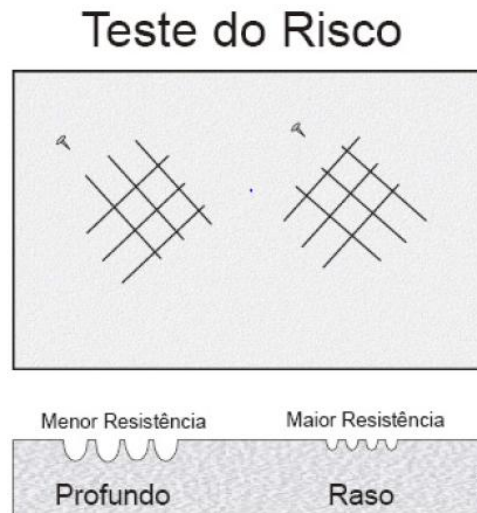 Teste do Risco
Menor Resistência
Maior Resistência
Profundo
Raso